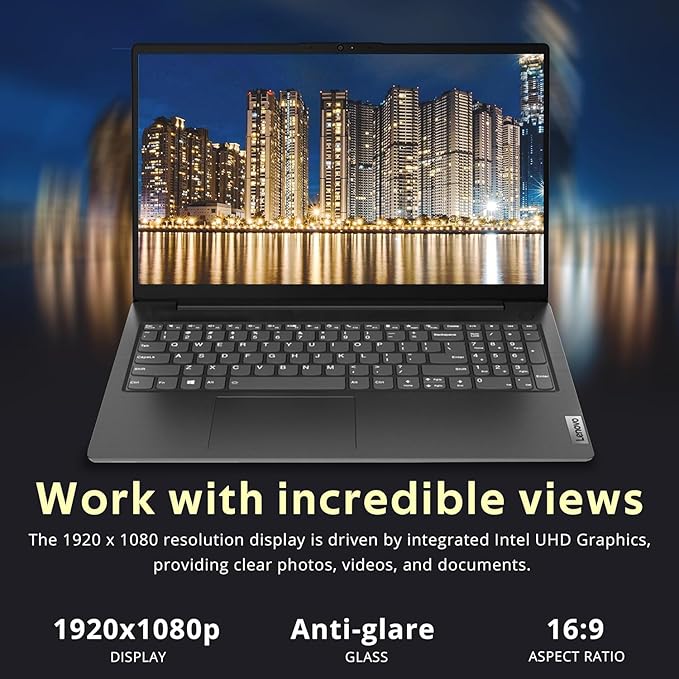 Lenovo
Work with incredible views
The 1920 x 1080 resolution display is driven by integrated Intel UHD Graphics,
providing clear photos, videos, and documents.
1920x1080p
DISPLAY
Anti-glare
GLASS
16:9
ASPECT RATIO